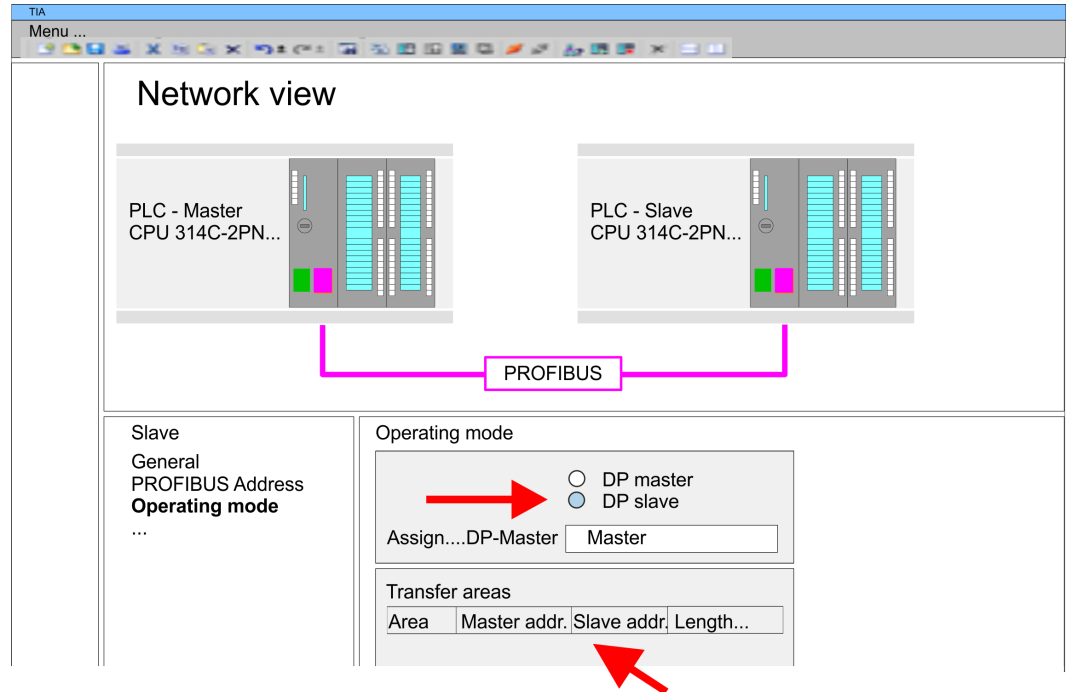 TIA
Menu ...
Network view
PLC - Master
CPU 314C-2PN...
PLC - Slave
CPU 314C-2PN...
PROFIBUS
Slave
General
PROFIBUS Address
Operating mode
...
Operating mode
DP master
DP slave
Assign....DP-Master Master
Transfer areas
Area Master addr. Slave addr. Length...